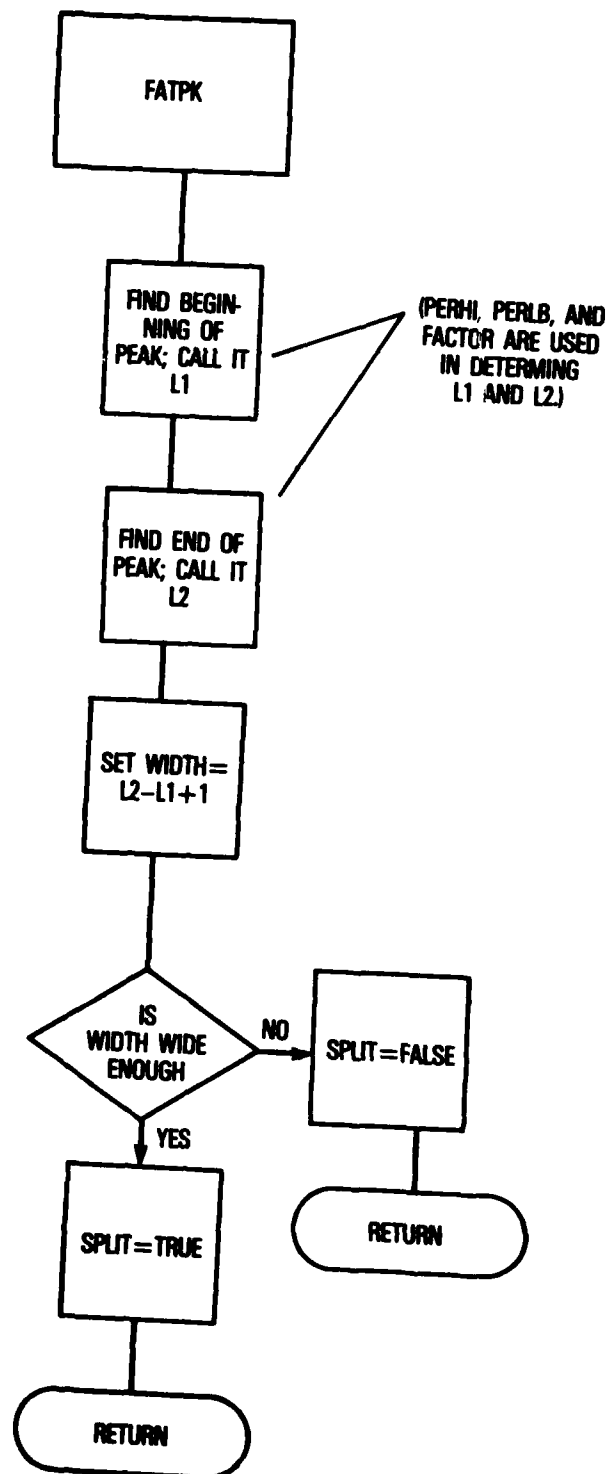 FATPK
FIND BEGIN-
NING OF
PEAK; CALL IT
L1
(PERHI, PERLB, AND
FACTOR ARE USED
IN DETERMING
L1 AND L2.)
FIND END OF
PEAK; CALL IT
L2
SET WIDTH=
L2-L1+1
IS
WIDTH WIDE
ENOUGH
NO
SPLIT=FALSE
YES
RETURN
SPLIT=TRUE
RETURN